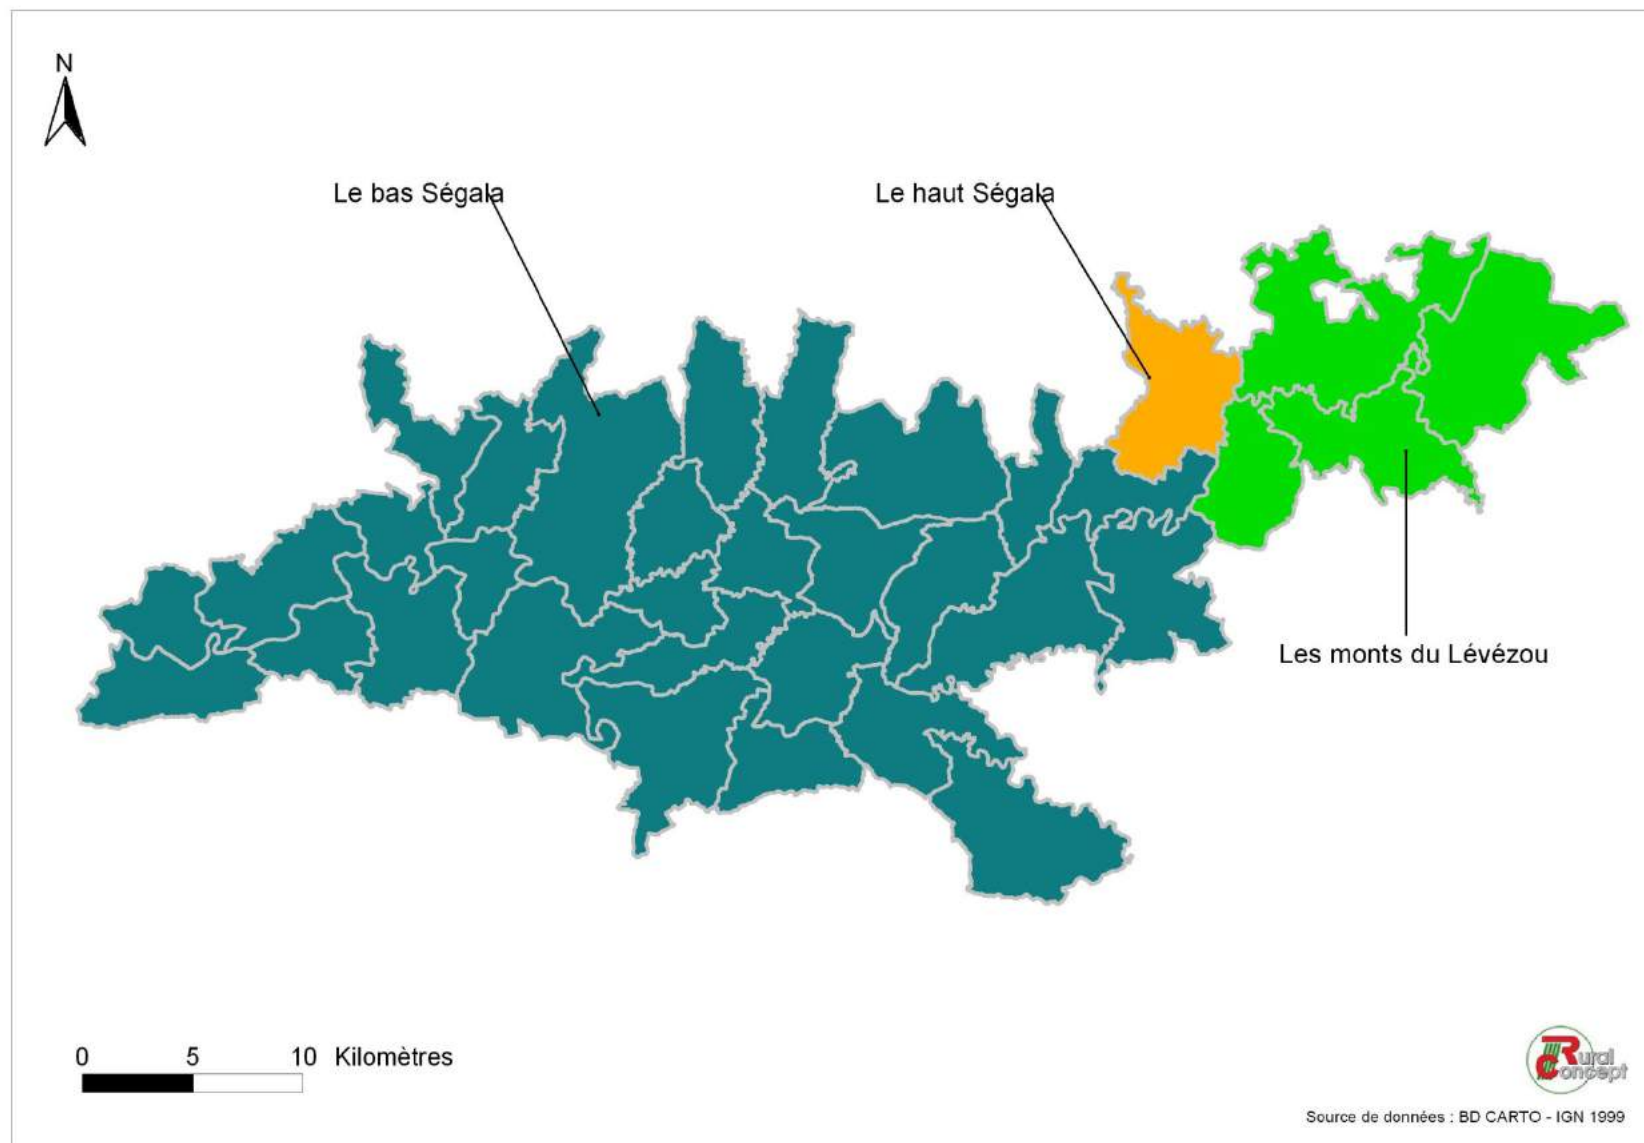 N
Le bas Ségala
Le haut Ségala
Les monts du Lévézou
0 5 10 Kilomètres
Rural
Concept
Source de données : BD CARTO - IGN 1999